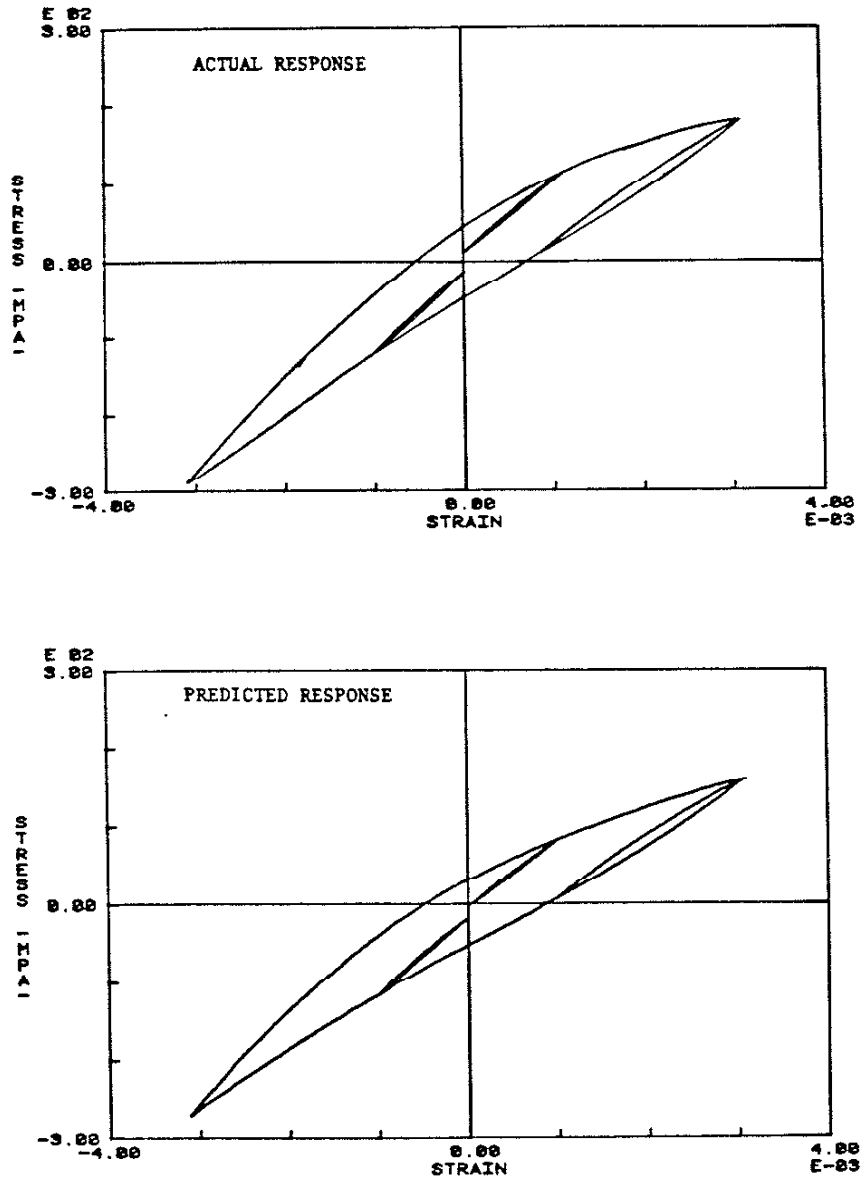 E 02
3.00
ACTUAL RESPONSE
STRESS -MPA-
0.00
-3.00
-4.00
0.00
4.00
STRAIN
E-03
E 02
3.00
PREDICTED RESPONSE
STRESS -MPA-
0.00
-3.00
-4.00
0.00
4.00
STRAIN
E-03